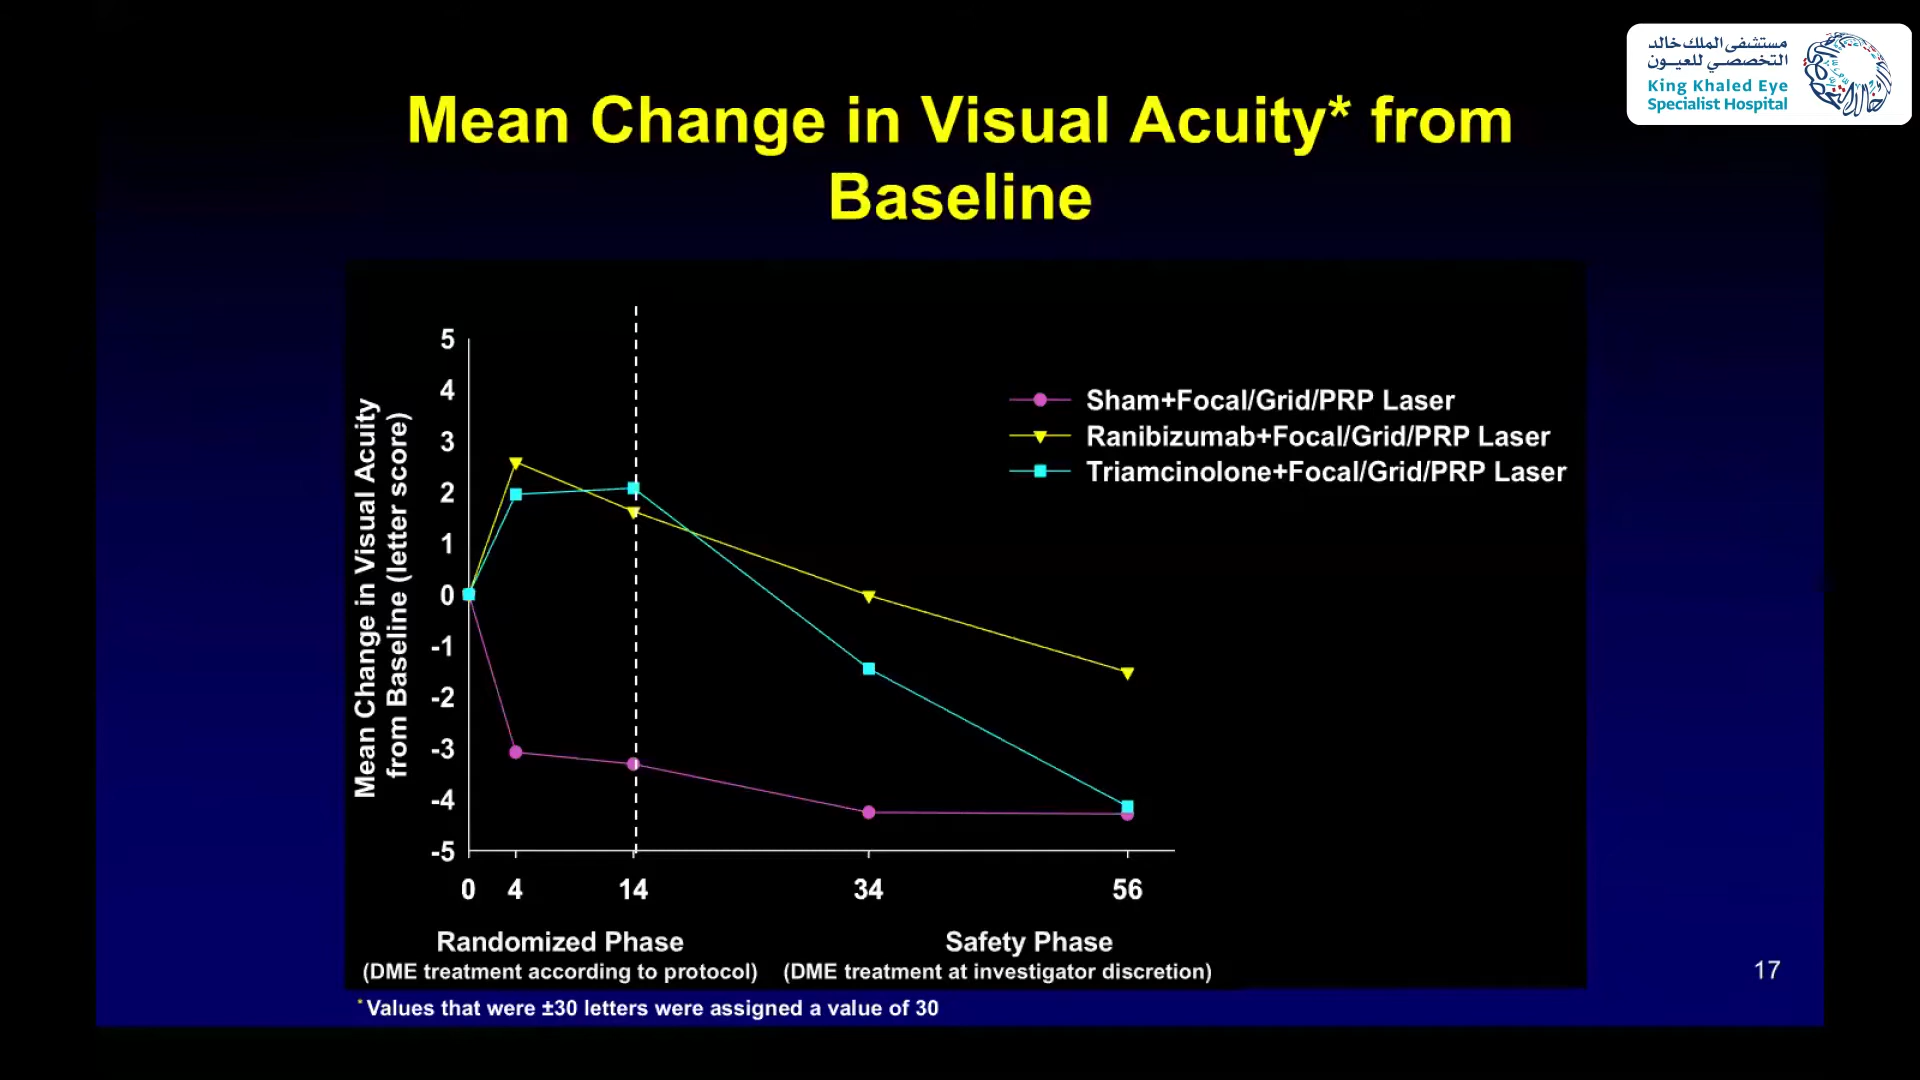 مستشفى الملك خالد
التخصصـي للعيــون
King Khaled Eye
Specialist Hospital
Mean Change in Visual Acuity* from
Baseline
Mean Change in Visual Acuity
from Baseline (letter score)
5
4
3
2
1
0
-1
-2
-3
-4
-5
Sham+Focal/Grid/PRP Laser
Ranibizumab+Focal/Grid/PRP Laser
Triamcinolone+Focal/Grid/PRP Laser
0 4 14 34 56
Randomized Phase
(DME treatment according to protocol)
Safety Phase
(DME treatment at investigator discretion)
* Values that were ±30 letters were assigned a value of 30
17